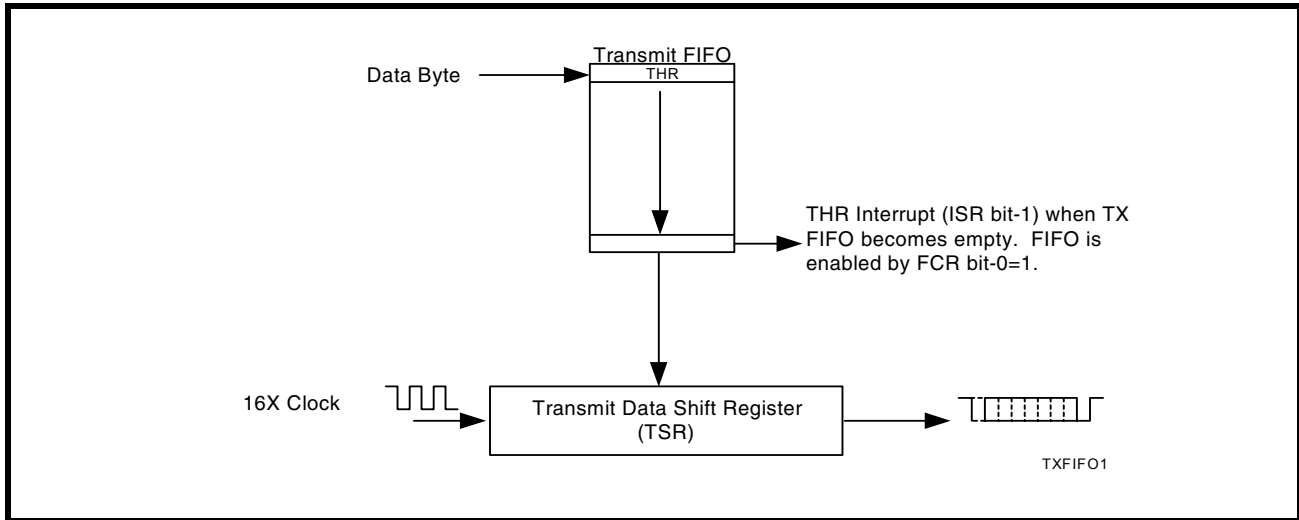 Transmit FIFO
Data Byte
THR
THR Interrupt (ISR bit-1) when TX
FIFO becomes empty.  FIFO is
enabled by FCR bit-0=1.
16X Clock
Transmit Data Shift Register
(TSR)
TXFIFO1